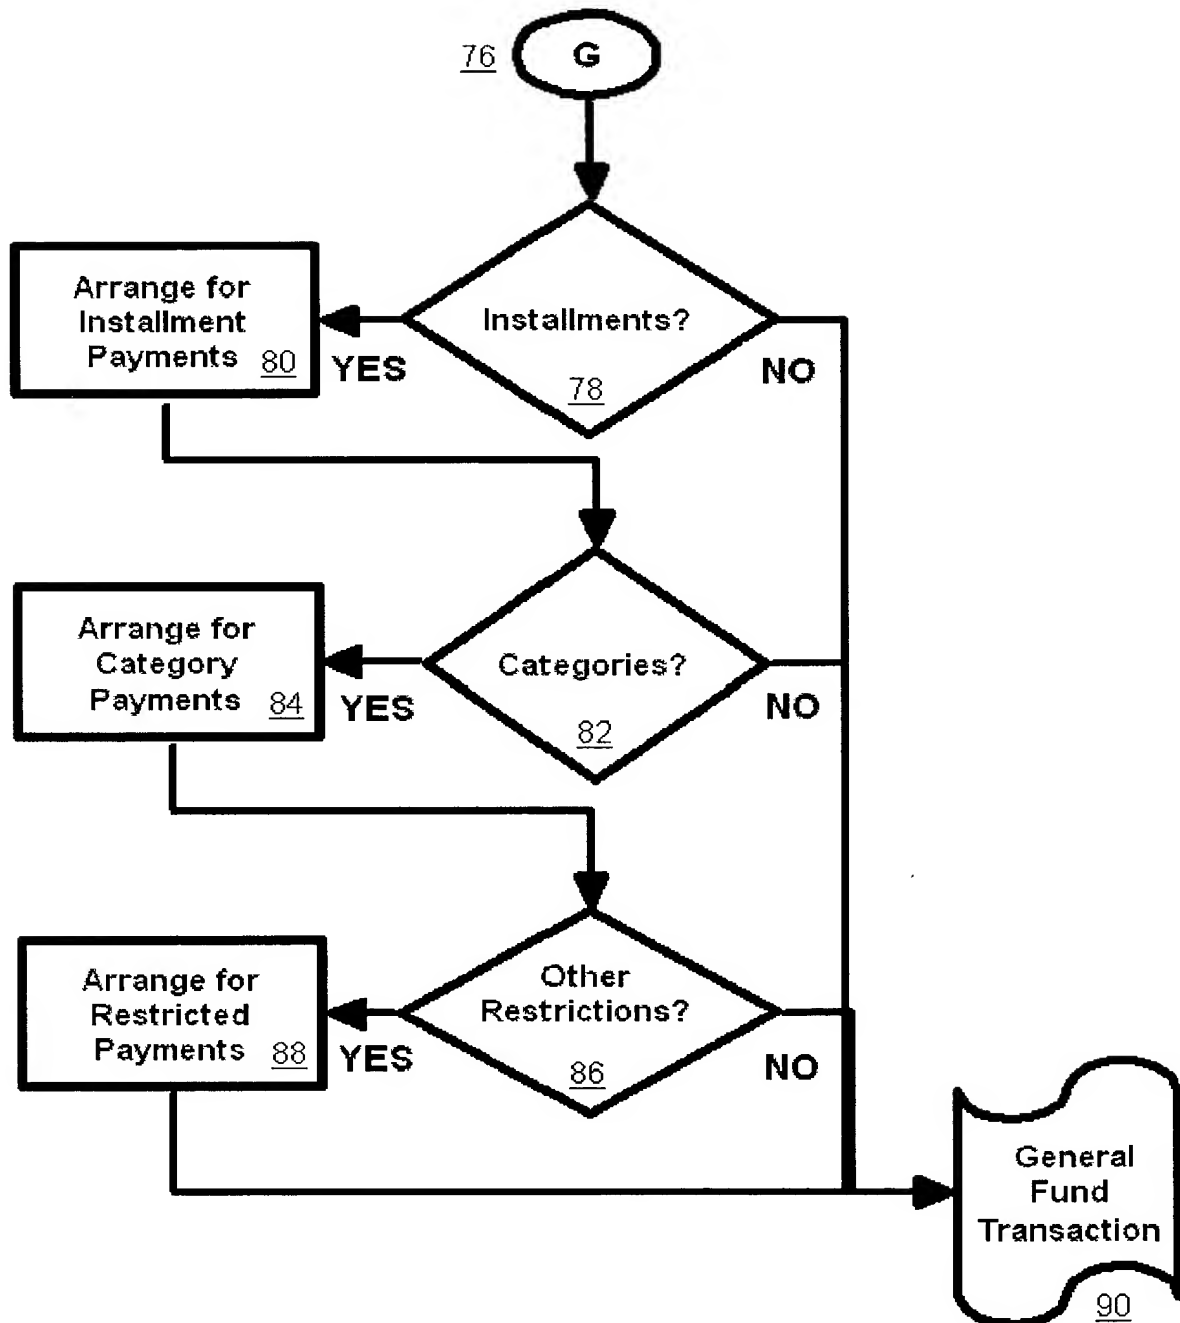 76
G
Installments?
78
YES
NO
Arrange for
Installment
Payments
80
Categories?
82
YES
NO
Arrange for
Category
Payments
84
Other
Restrictions?
86
YES
NO
Arrange for
Restricted
Payments
88
General
Fund
Transaction
90